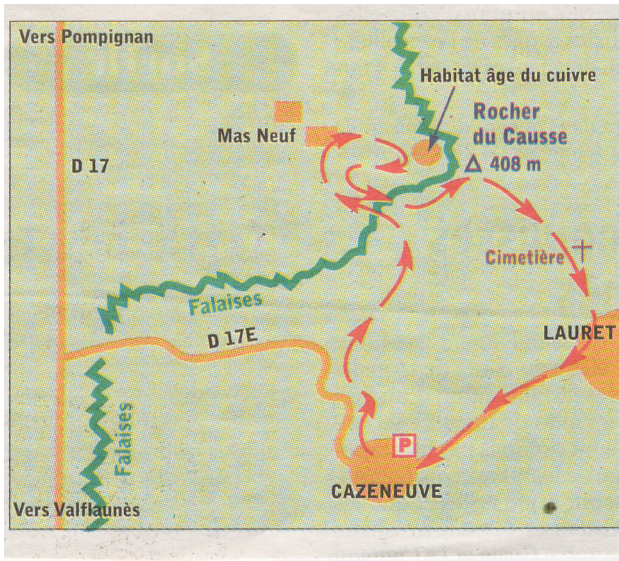 Vers Pompignan
Habitat âge du cuivre
Rocher
du Causse
408 m
Mas Neuf
D 17
Cimetière
Falaises
D 17E
LAURET
Falaises
P
CAZENEUVE
Vers Valflaunès